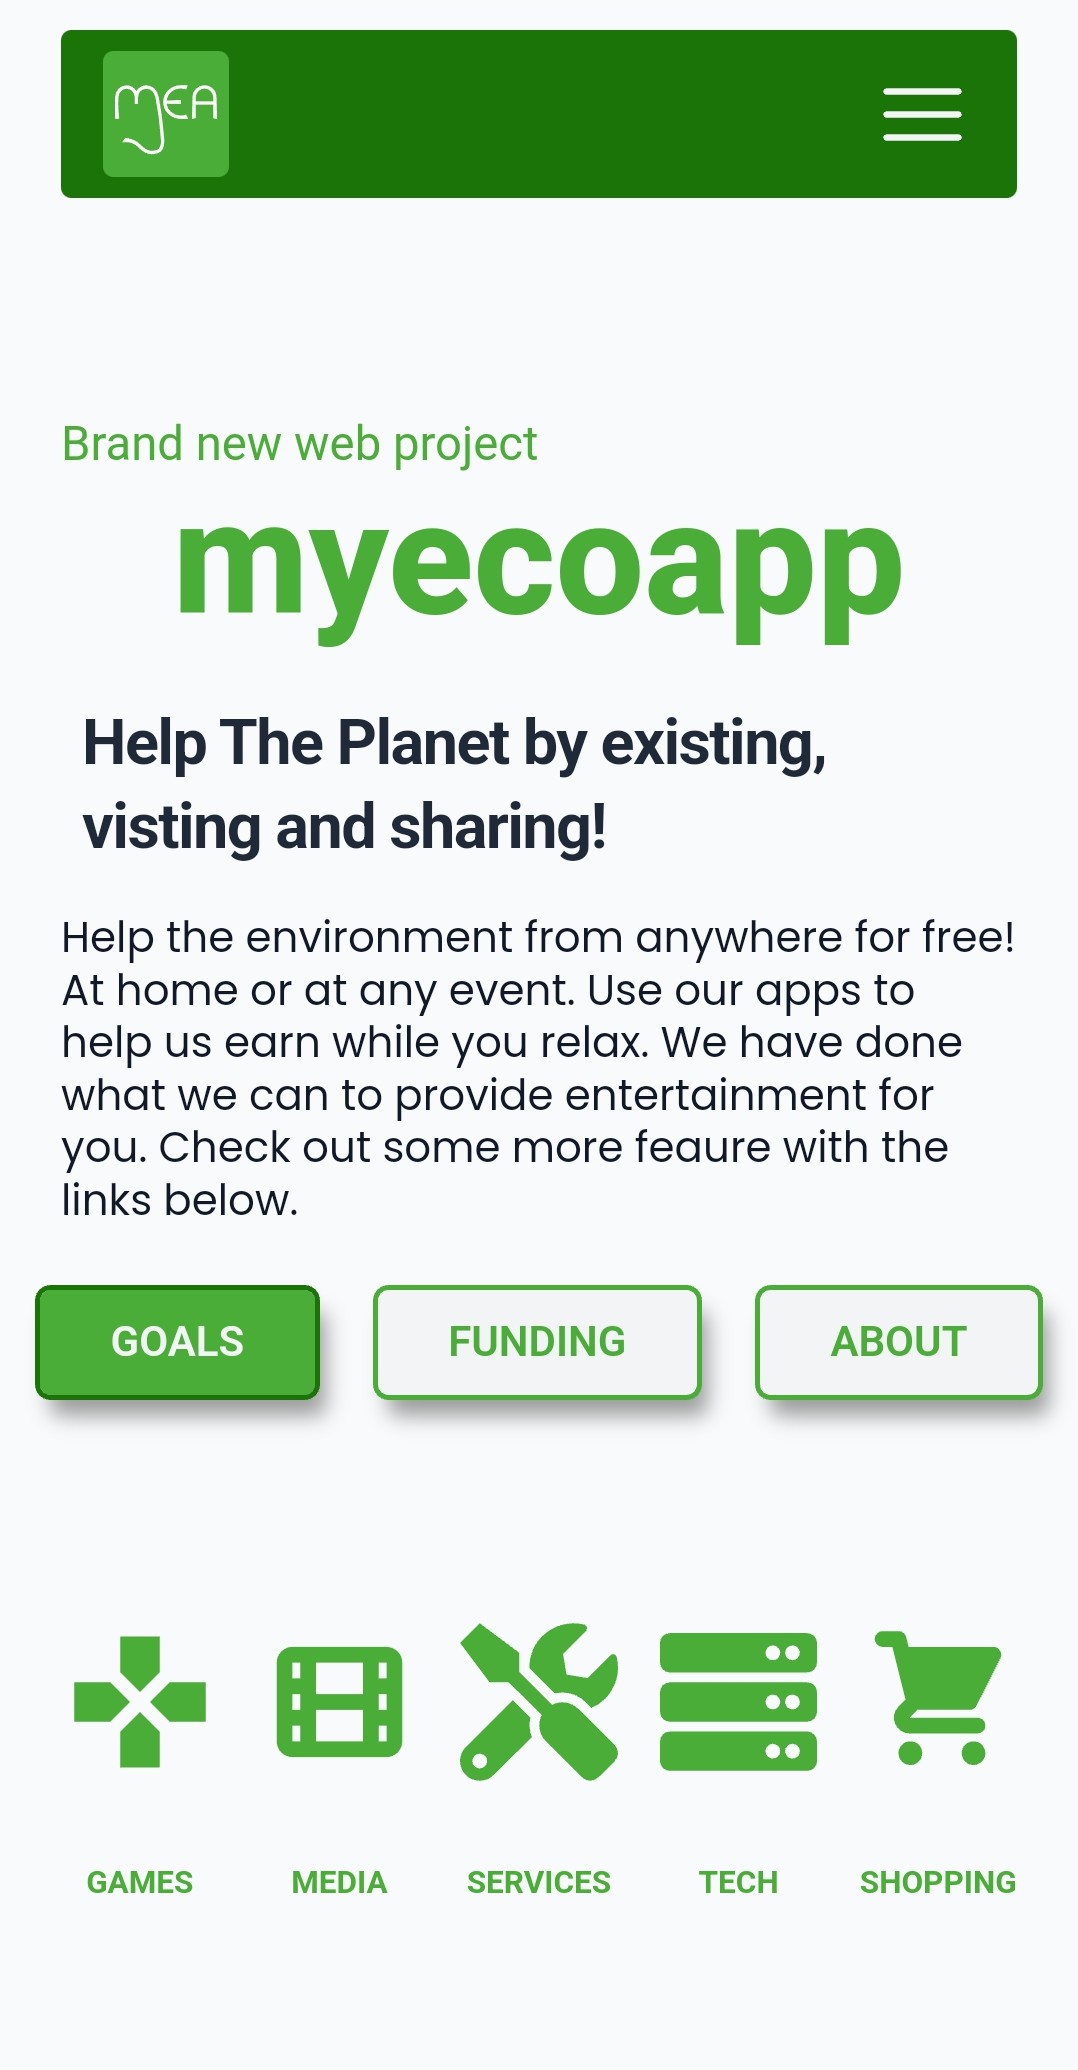 MEA
y
Brand new web project
myecoapp
Help The Planet by existing,
visting and sharing!
Help the environment from anywhere for free!
At home or at any event. Use our apps to
help us earn while you relax. We have done
what we can to provide entertainment for
you. Check out some more feaure with the
links below.
GOALS FUNDING ABOUT
GAMES MEDIA SERVICES TECH SHOPPING